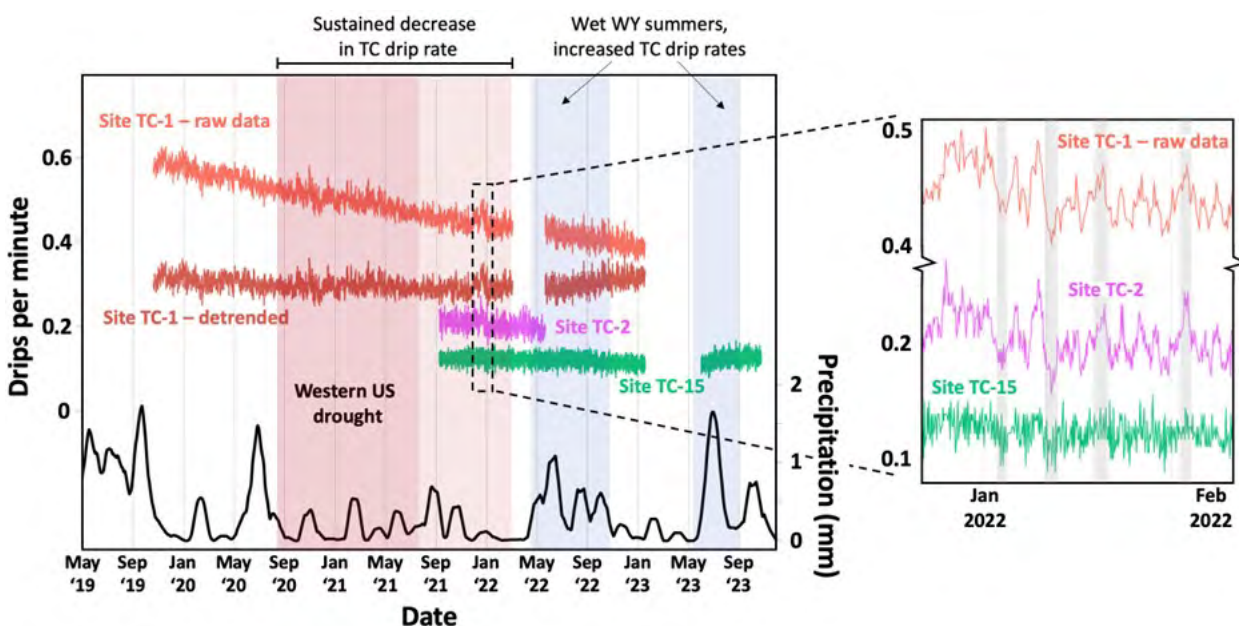 Sustained decrease
in TC drip rate
Wet WY summers,
increased TC drip rates
Site TC-1 – raw data
Site TC-1 – detrended
Site TC-2
Site TC-15
Western US
drought
Drips per minute
0.6
0.4
0.2
0
Precipitation (mm)
2
1
0
May Sep Jan May Sep Jan May Sep Jan May Sep Jan May Sep
‘19 ‘19 ‘20 ‘20 ‘20 ‘21 ‘21 ‘21 ‘22 ‘22 ‘22 ‘23 ‘23 ‘23
Date
0.5
Site TC-1 – raw data
0.4
Site TC-2
0.2
Site TC-15
0.1
Jan Feb
2022 2022